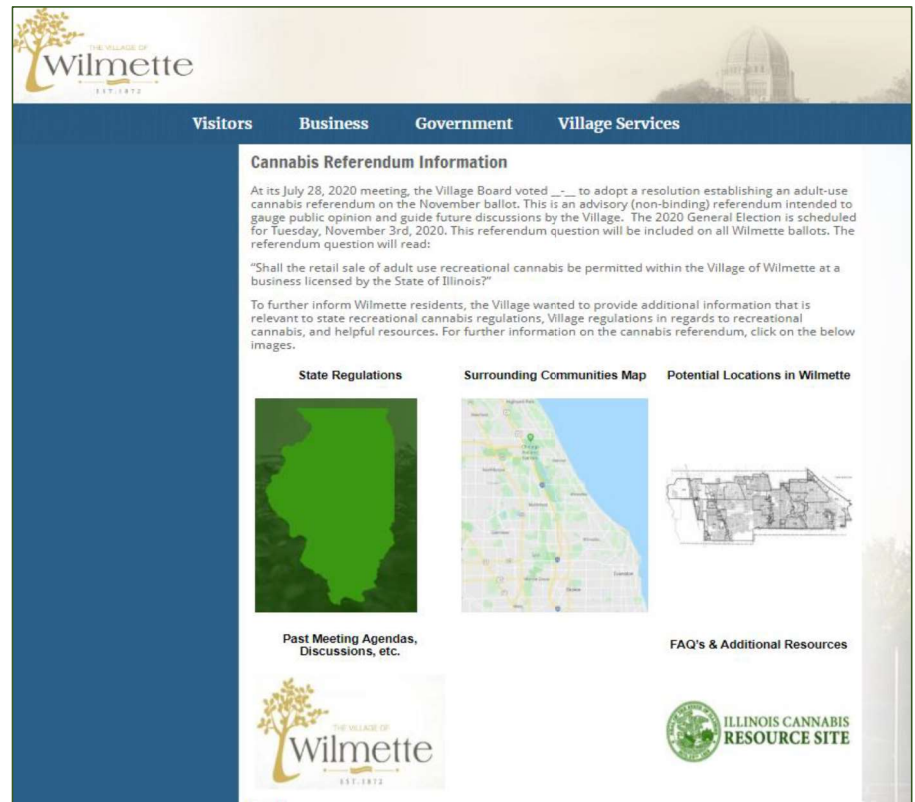 THE VILLAGE OF
Wilmette
EST. 1872
Visitors Business Government Village Services
Cannabis Referendum Information
At its July 28, 2020 meeting, the Village Board voted __-__ to adopt a resolution establishing an adult-use
cannabis referendum on the November ballot. This is an advisory (non-binding) referendum intended to
gauge public opinion and guide future discussions by the Village. The 2020 General Election is scheduled
for Tuesday, November 3rd, 2020. This referendum question will be included on all Wilmette ballots. The
referendum question will read:
“Shall the retail sale of adult use recreational cannabis be permitted within the Village of Wilmette at a
business licensed by the State of Illinois?”
To further inform Wilmette residents, the Village wanted to provide additional information that is
relevant to state recreational cannabis regulations, Village regulations in regards to recreational
cannabis, and helpful resources. For further information on the cannabis referendum, click on the below
images.
State Regulations Surrounding Communities Map Potential Locations in Wilmette
Past Meeting Agendas,
Discussions, etc.
FAQ's & Additional Resources
THE VILLAGE OF
Wilmette
EST. 1872
ILLINOIS CANNABIS
RESOURCE SITE